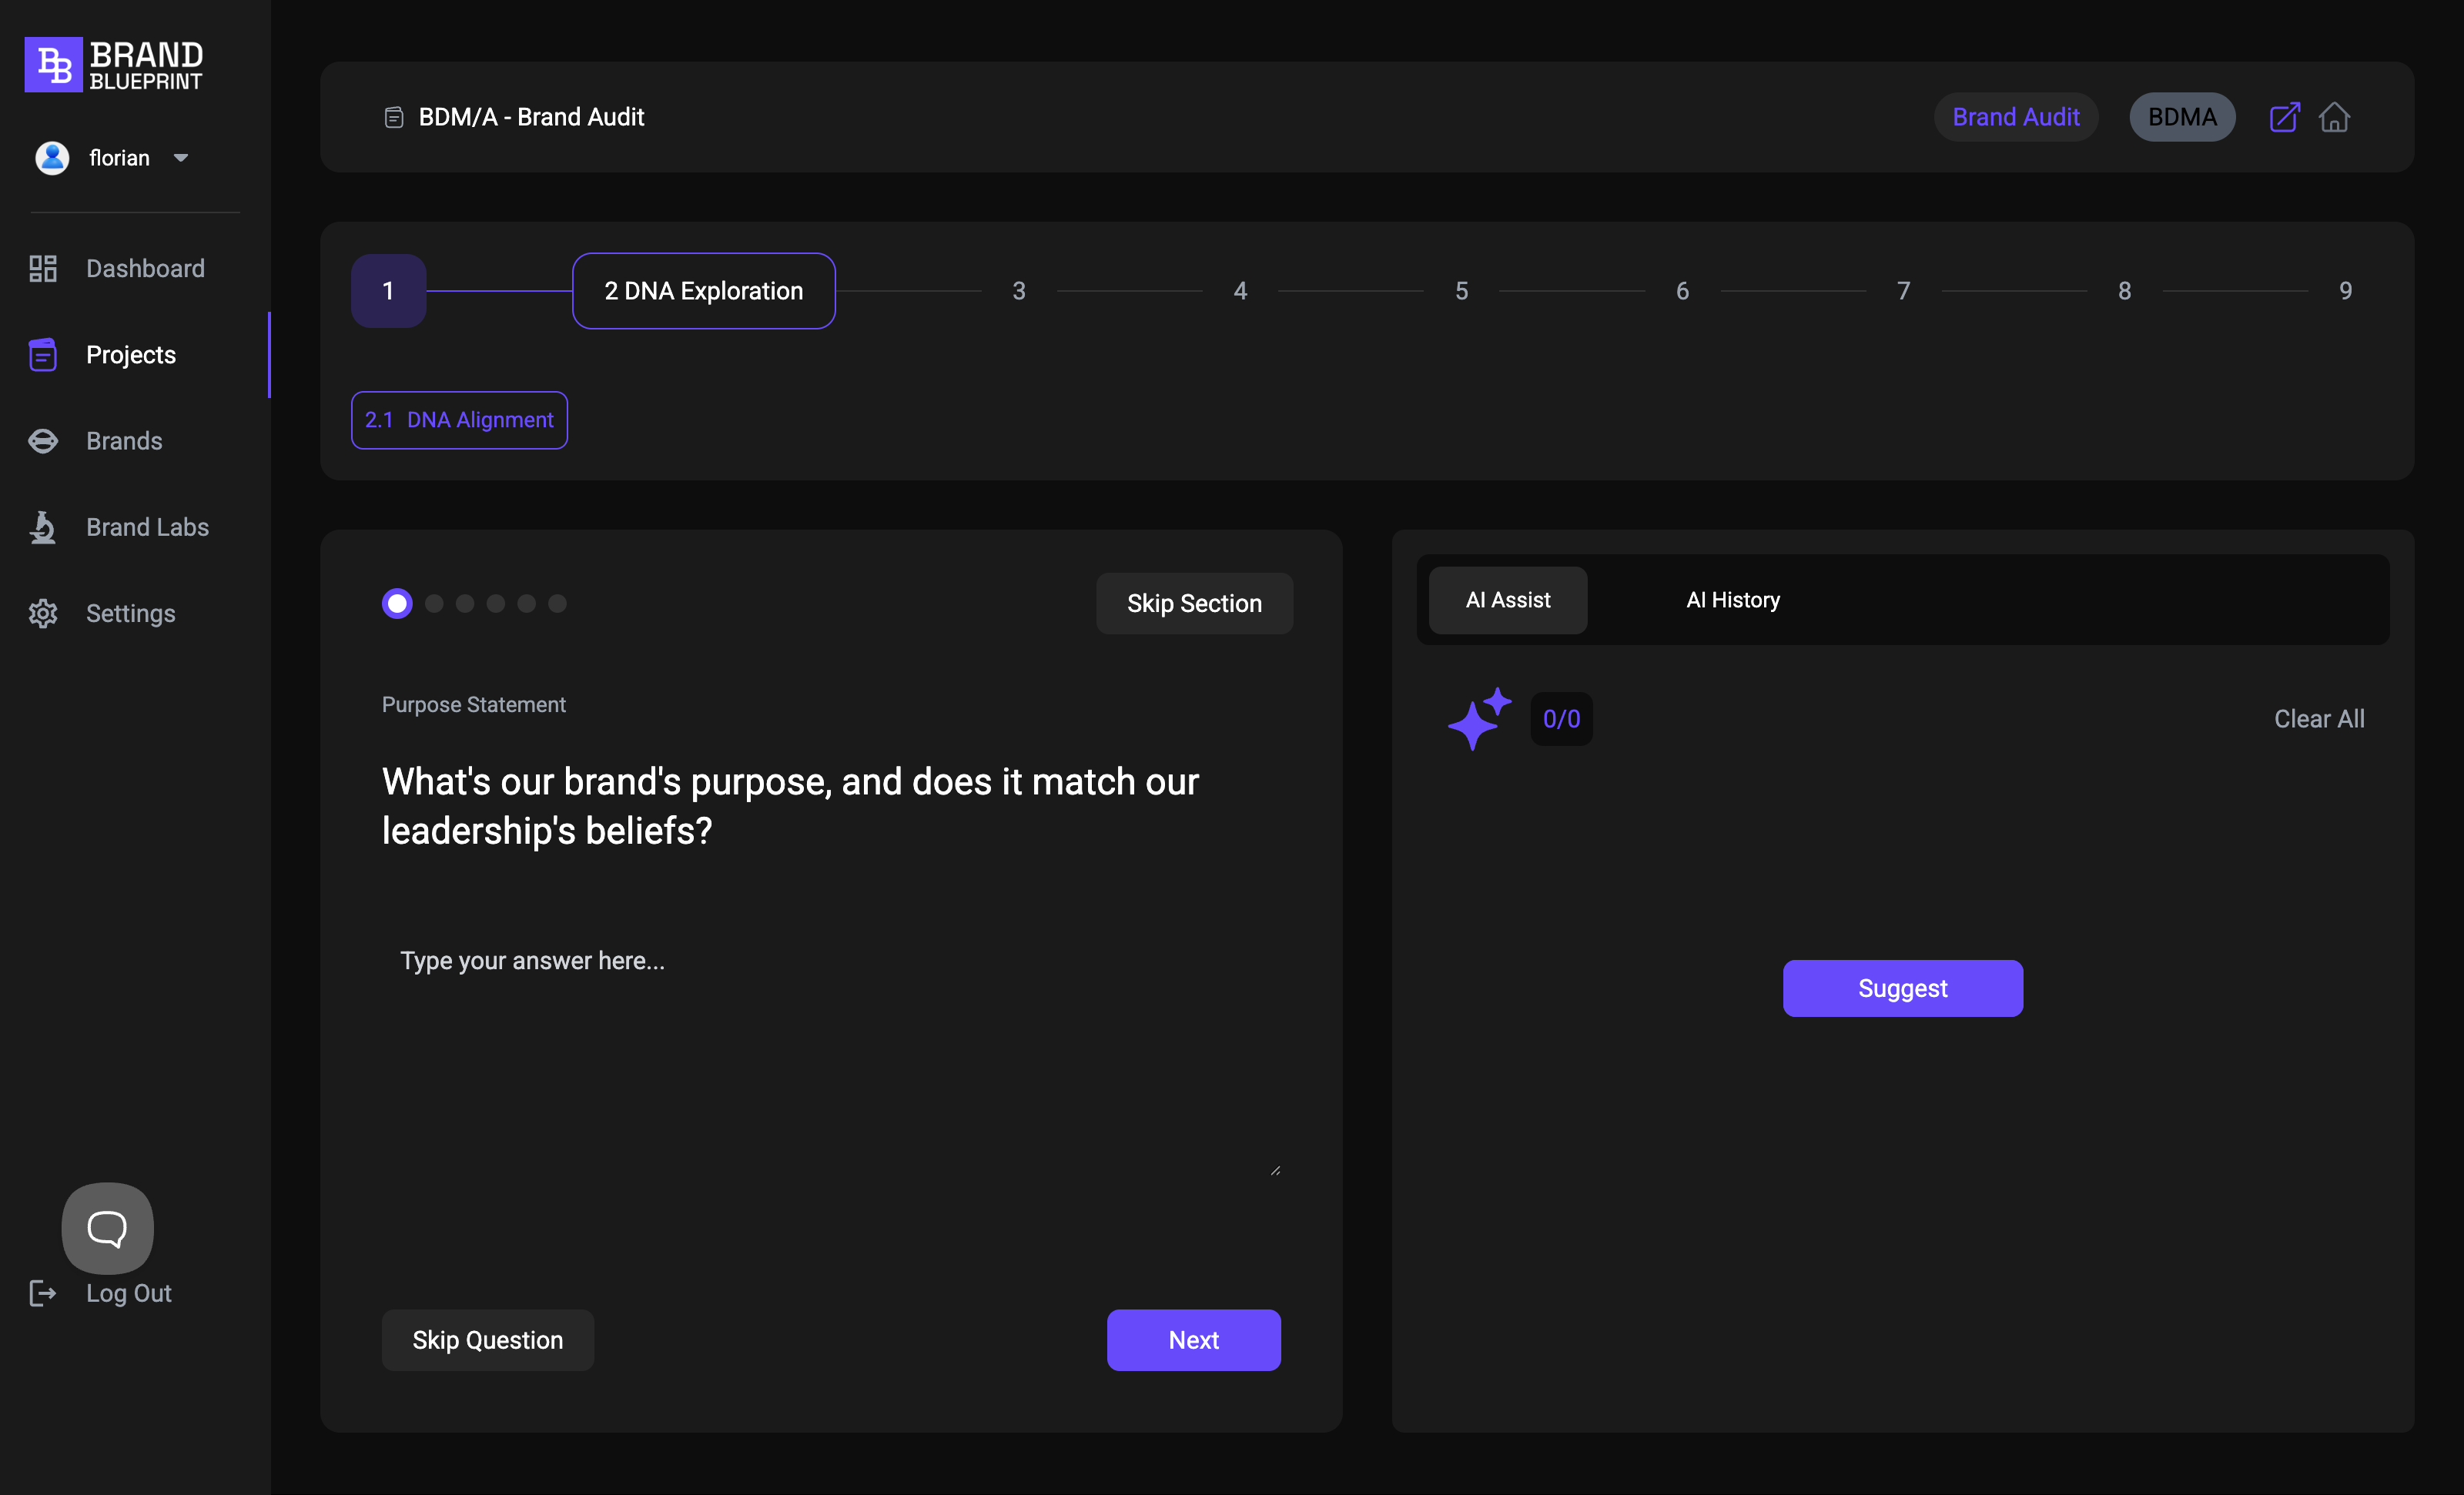 BB BRAND
BLUEPRINT
florian
Dashboard
Projects
Brands
Brand Labs
Settings
Log Out
BDM/A - Brand Audit
Brand Audit
BDMA
1
2 DNA Exploration
3
4
5
6
7
8
9
2.1 DNA Alignment
Skip Section
Purpose Statement
What's our brand's purpose, and does it match our
leadership's beliefs?
Type your answer here...
Skip Question
Next
AI Assist
AI History
0/0
Clear All
Suggest